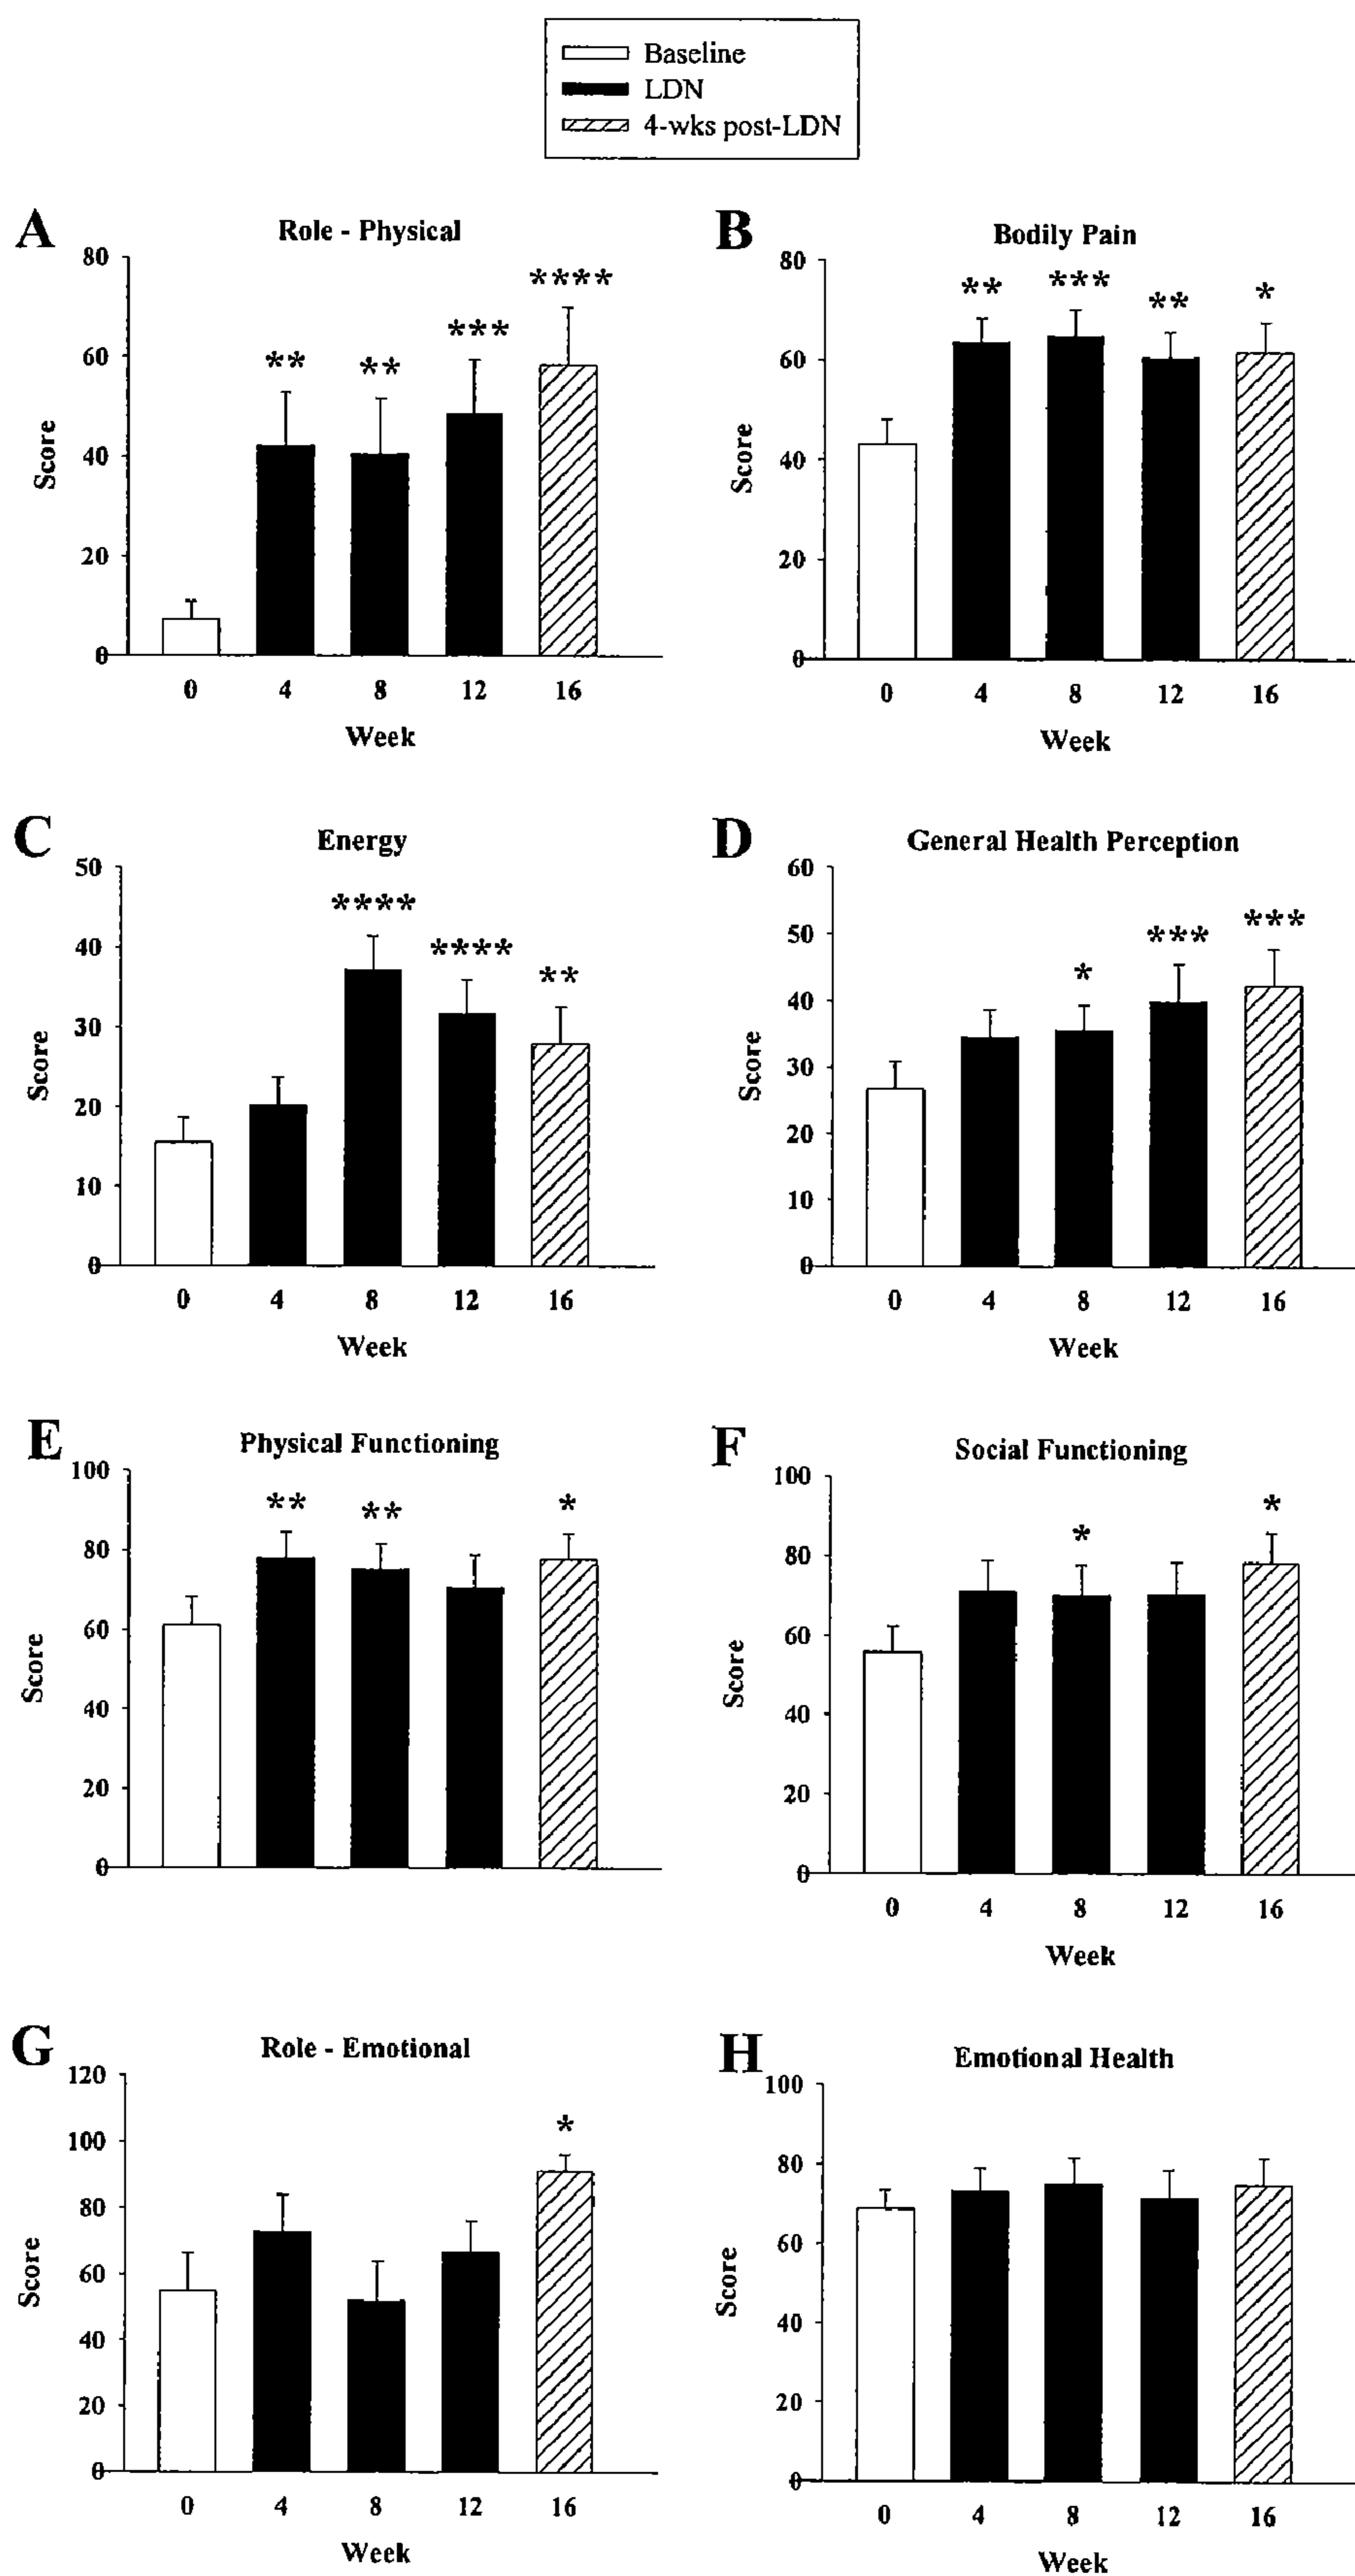 Baseline
LDN
4-wks post-LDN
A
Role - Physical
80
60
40
20
0
Score
**
**
***
****
0 4 8 12 16
Week
B
Bodily Pain
80
60
40
20
0
Score
**
***
**
*
0 4 8 12 16
Week
C
Energy
50
40
30
20
10
0
Score
****
****
**
0 4 8 12 16
Week
D
General Health Perception
60
50
40
30
20
10
0
Score
*
***
***
0 4 8 12 16
Week
E
Physical Functioning
100
80
60
40
20
0
Score
**
**
*
F
Social Functioning
100
80
60
40
20
0
Score
*
*
0 4 8 12 16
Week
G
Role - Emotional
120
100
80
60
40
20
0
Score
*
0 4 8 12 16
Week
H
Emotional Health
100
80
60
40
20
0
Score
0 4 8 12 16
Week